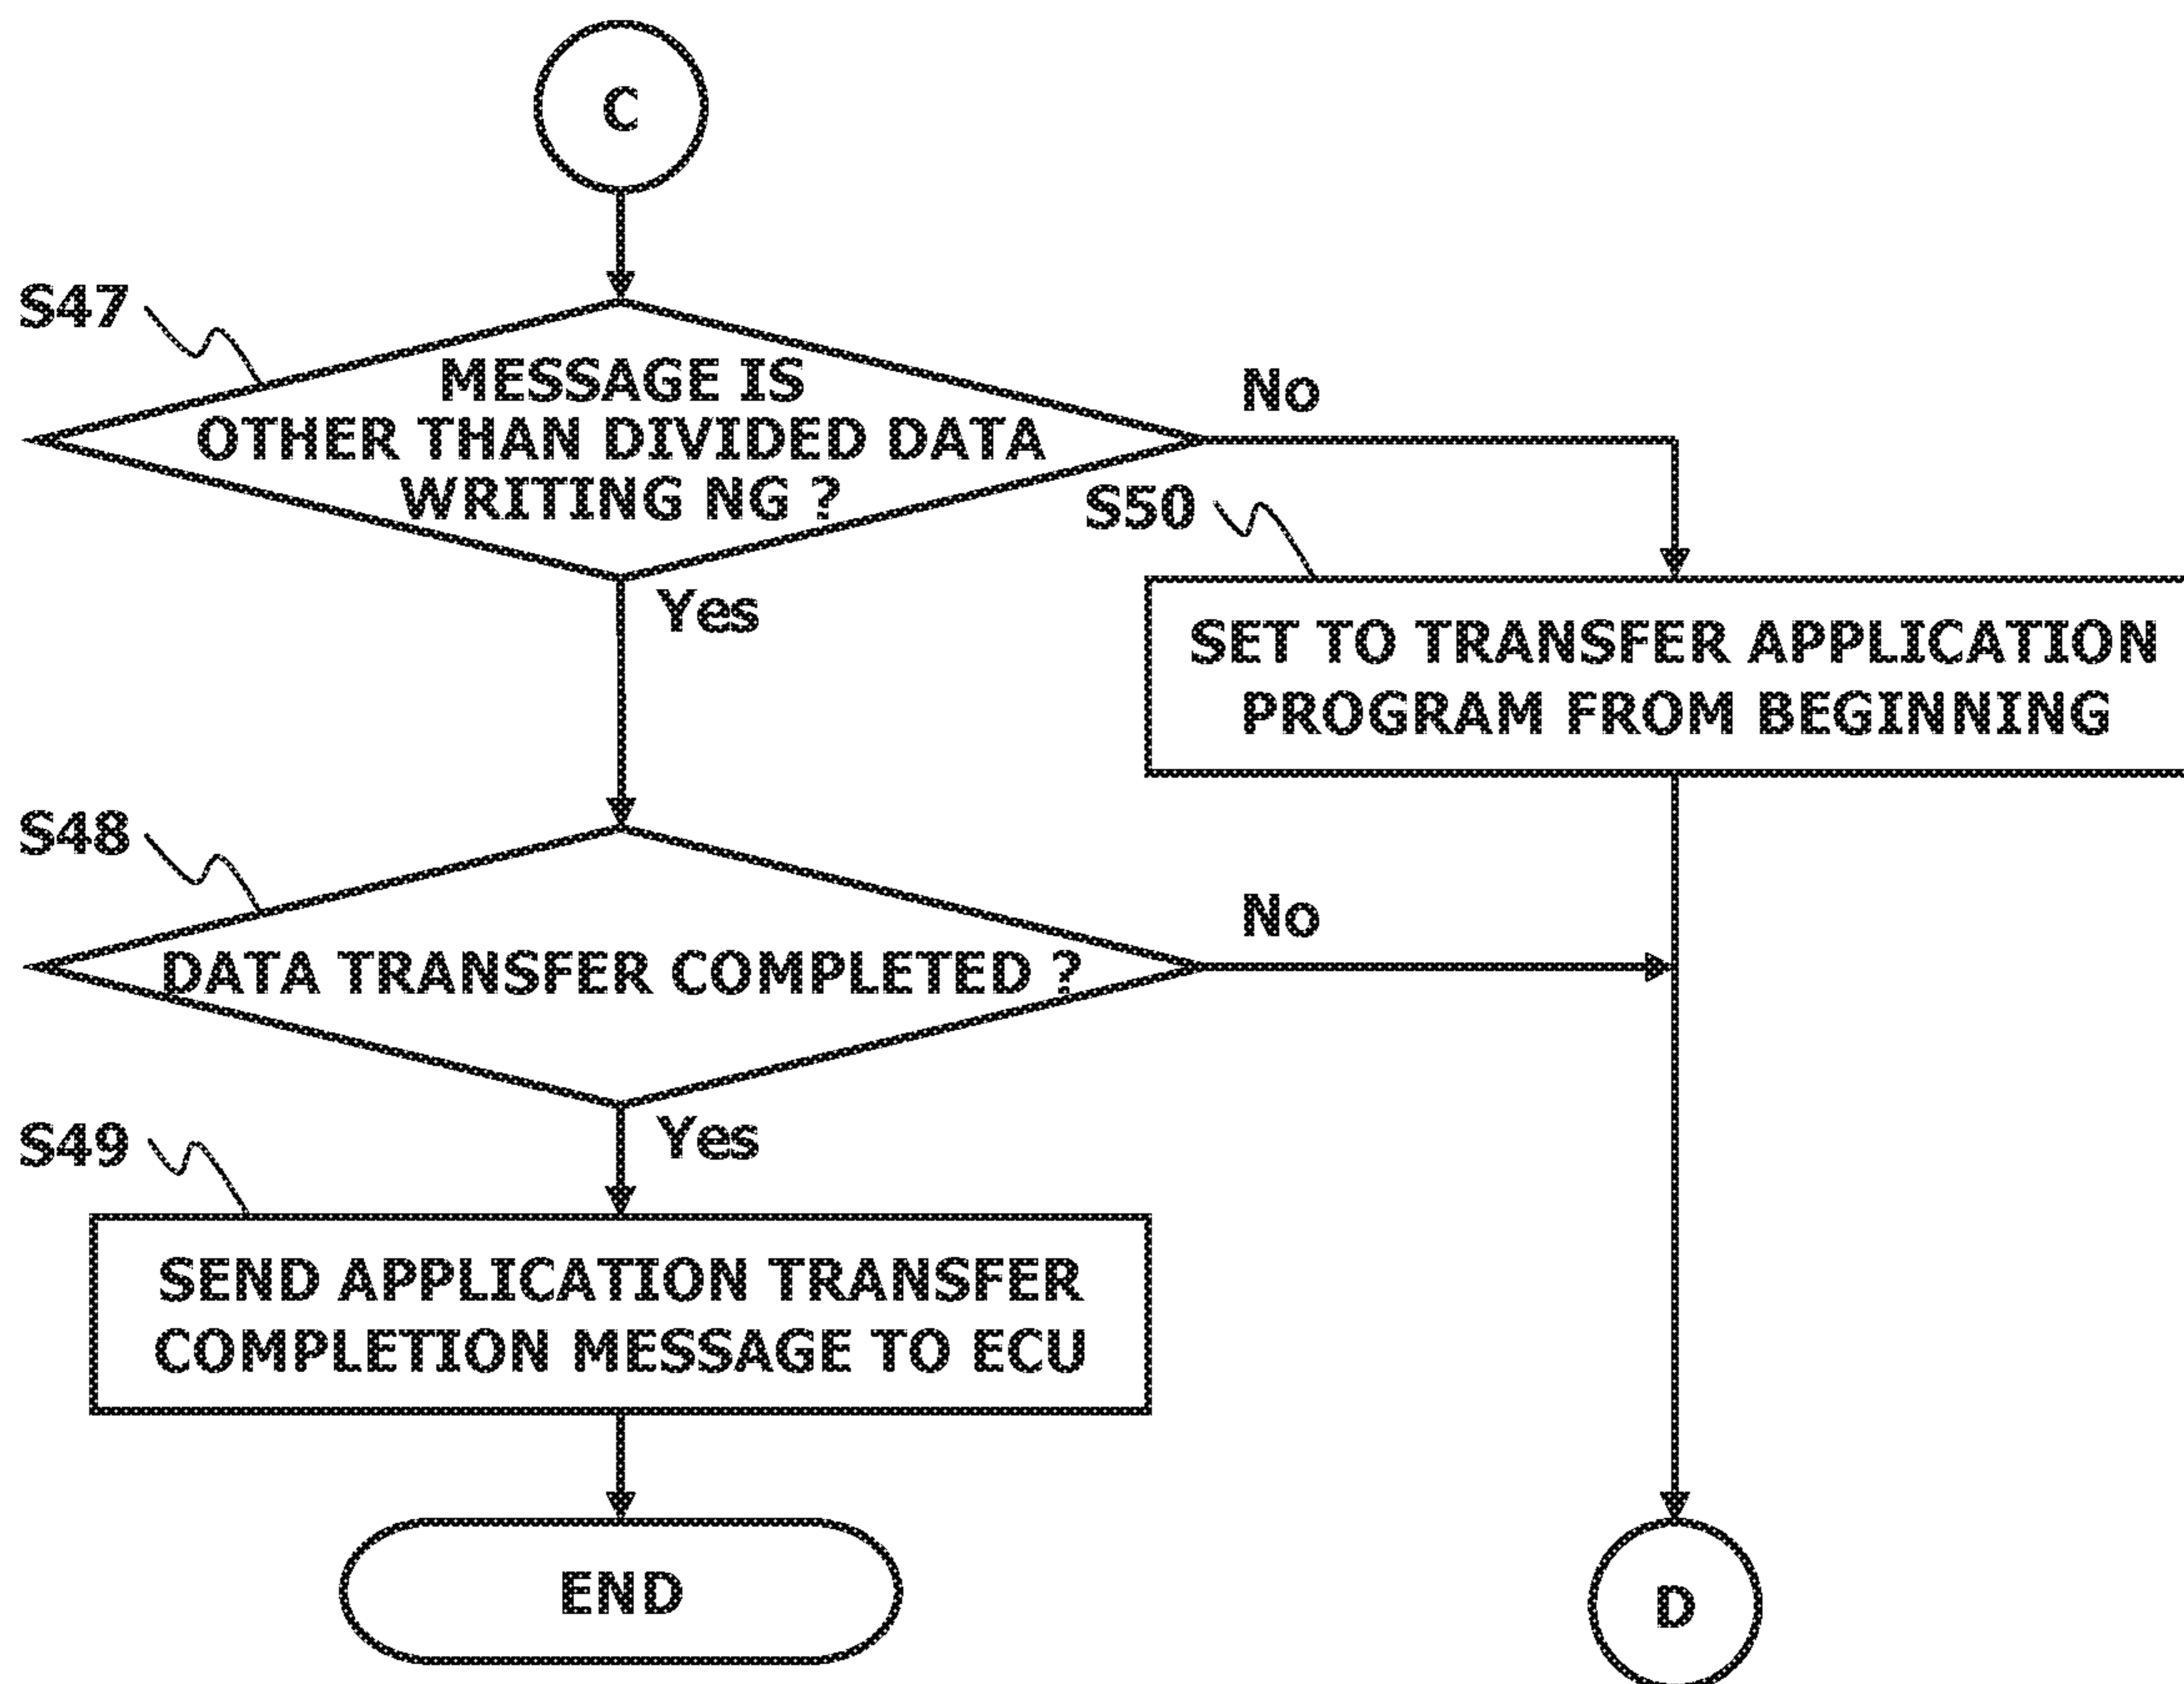 C
S47
MESSAGE IS
OTHER THAN DIVIDED DATA
WRITING NG ?
No
Yes
S50
SET TO TRANSFER APPLICATION
PROGRAM FROM BEGINNING
S48
DATA TRANSFER COMPLETED ?
No
Yes
S49
SEND APPLICATION TRANSFER
COMPLETION MESSAGE TO ECU
END
D